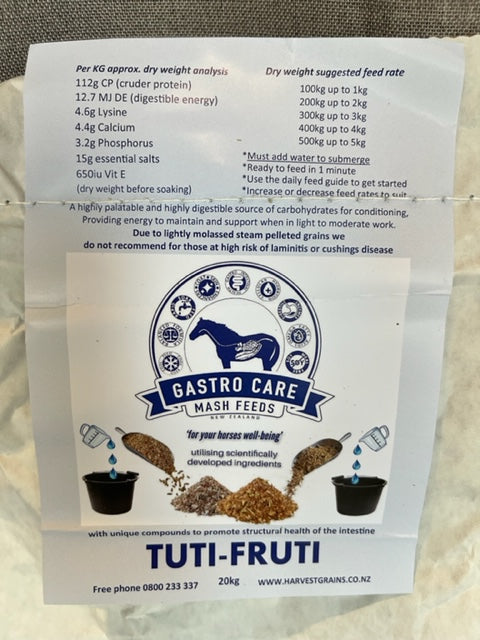 Per KG approx. dry weight analysis
112g CP (cruder protein)
12.7 MJ DE (digestible energy)
4.6g Lysine
4.4g Calcium
3.2g Phosphorus
15g essential salts
650iu Vit E
(dry weight before soaking)
Dry weight suggested feed rate
100kg up to 1kg
200kg up to 2kg
300kg up to 3kg
400kg up to 4kg
500kg up to 5kg
*Must add water to submerge
*Ready to feed in 1 minute
*Use the daily feed guide to get started
*Increase or decrease feed rates to suit
A highly palatable and highly digestible source of carbohydrates for conditioning,
Providing energy to maintain and support when in light to moderate work.
Due to lightly molassed steam pelleted grains we
do not recommend for those at high risk of laminitis or cushings disease
GASTRO CARE
MASH FEEDS
NEW ZEALAND
'for your horses well-being'
utilising scientifically
developed ingredients
with unique compounds to promote structural health of the intestine
TUTI-FRUTI
Free phone 0800 233 337 20kg WWW.HARVESTGRAINS.CO.NZ